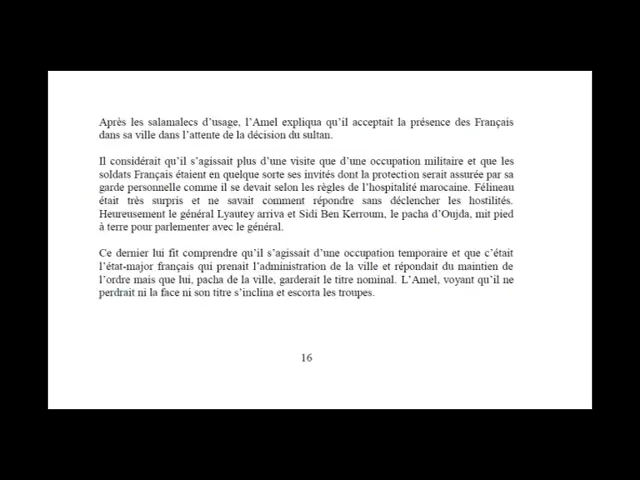 Après les salamalecs d’usage, l’Amel expliqua qu’il acceptait la présence des Français
dans sa ville dans l’attente de la décision du sultan.
Il considérait qu’il s’agissait plus d’une visite que d’une occupation militaire et que les
soldats Français étaient en quelque sorte ses invités dont la protection serait assurée par sa
garde personnelle comme il se devait selon les règles de l’hospitalité marocaine. Félineau
était très surpris et ne savait comment répondre sans déclencher les hostilités.
Heureusement le général Lyautey arriva et Sidi Ben Kerroum, le pacha d’Oujda, mit pied
à terre pour parlementer avec le général.
Ce dernier lui fit comprendre qu’il s’agissait d’une occupation temporaire et que c’était
l’état-major français qui prenait l’administration de la ville et répondait du maintien de
l’ordre mais que lui, pacha de la ville, garderait le titre nominal. L’Amel, voyant qu’il ne
perdrait ni la face ni son titre s’inclina et escorta les troupes.
16